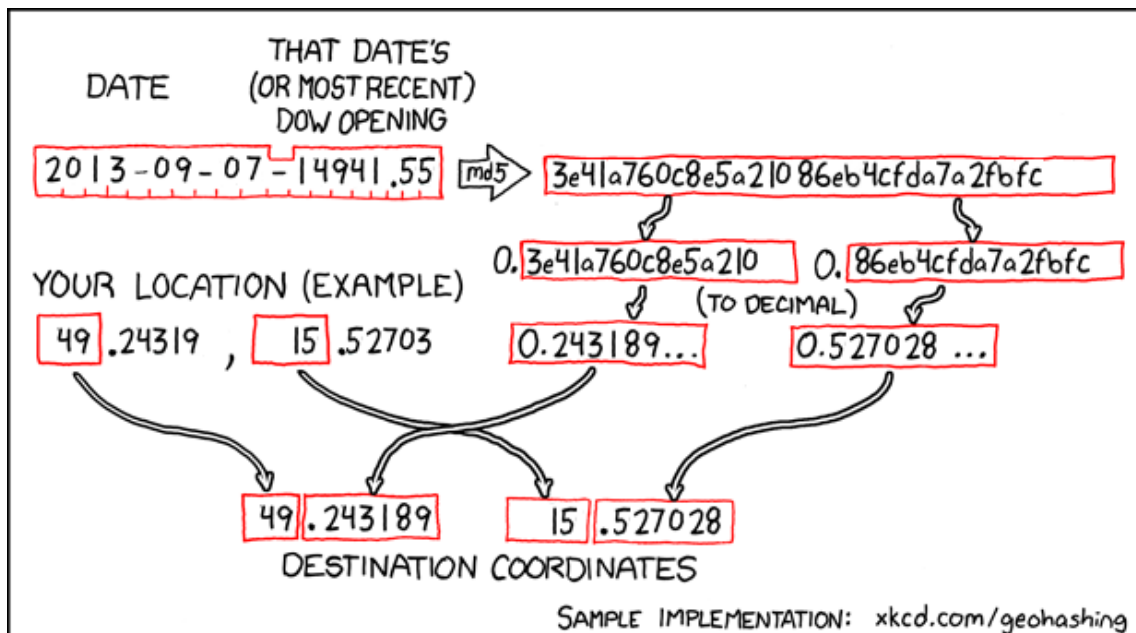 THAT DATE'S
DATE (OR MOST RECENT)
DOW OPENING
2013-09-07-14941.55 md5 3e41a760c8e5a21086eb4cfda7a2fbfc
0.3e41a760c8e5a210 0.86eb4cfda7a2fbfc
YOUR LOCATION (EXAMPLE) (TO DECIMAL)
49.24319, 15.52703 0.243189... 0.527028 ...
49.243189 15.527028
DESTINATION COORDINATES
SAMPLE IMPLEMENTATION: xkcd.com/geohashing